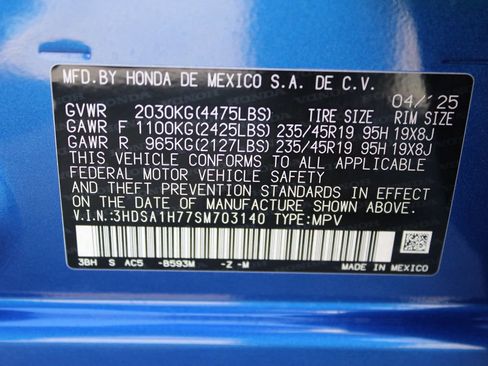 MFD.BY HONDA DE MEXICO S.A. DE C.V.
04/'25
GVWR 2030KG(4475LBS) TIRE SIZE RIM SIZE
GAWR F 1100KG(2425LBS) 235/45R19 95H 19X8J
GAWR R 965KG(2127LBS) 235/45R19 95H 19X8J
THIS VEHICLE CONFORMS TO ALL APPLICABLE
FEDERAL MOTOR VEHICLE SAFETY
AND THEFT PREVENTION STANDARDS IN EFFECT
ON THE DATE OF MANUFACTURE SHOWN ABOVE.
V.I.N.:3HDSA1H77SM703140 TYPE:MPV
3BH S AC5 -B593M -Z -M
MADE IN MEXICO